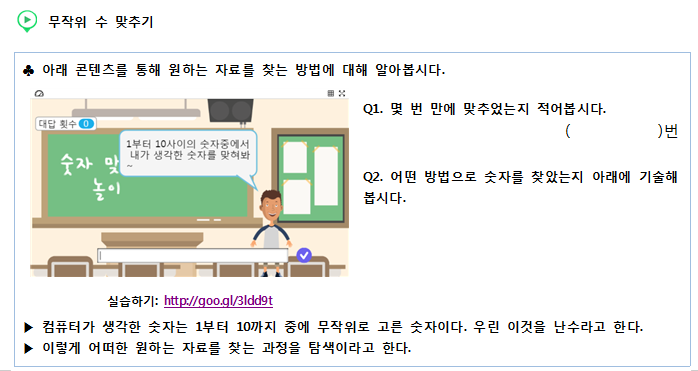 무작위 수 맞추기
♣ 아래 콘텐츠를 통해 원하는 자료를 찾는 방법에 대해 알아봅시다.
대답 횟수 0
숫자 맞
놀이
1부터 10사이의 숫자중에서
내가 생각한 숫자를 맞혀봐
~
Q1. 몇 번 만에 맞추었는지 적어봅시다.
( )번
Q2. 어떤 방법으로 숫자를 찾았는지 아래에 기술해
봅시다.
실습하기: http://goo.gl/3ldd9t
▶ 컴퓨터가 생각한 숫자는 1부터 10까지 중에 무작위로 고른 숫자이다. 우린 이것을 난수라고 한다.
▶ 이렇게 어떠한 원하는 자료를 찾는 과정을 탐색이라고 한다.